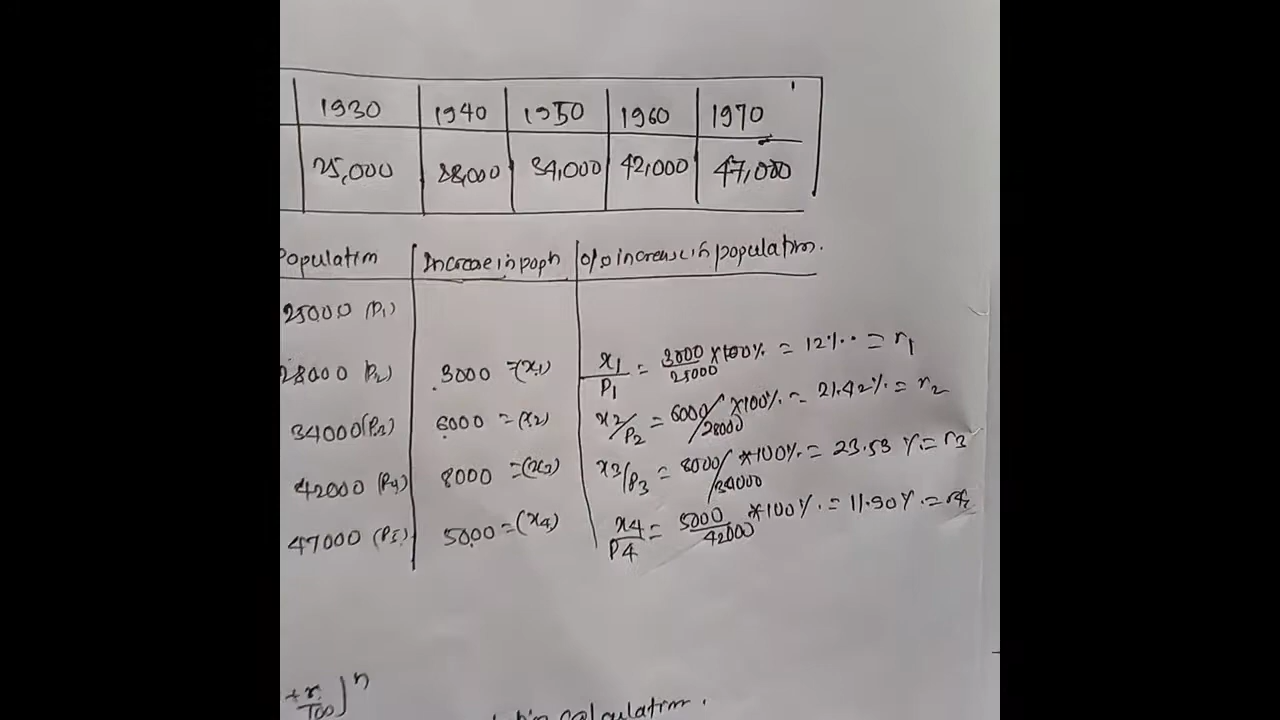 1930 1940 1950 1960 1970
25,000 28,000 34,000 42,000 47,000
Population Increase in popn % increase in population.
25000 (P1)
28000 (P2) 3000 =(x1) x1/P1 = 3000/25000 x100% = 12% = r1
34000 (P3) 6000 =(x2) x2/P2 = 6000/28000 x100% = 21.42% = r2
42000 (P4) 8000 =(x3) x3/P3 = 8000/34000 *100% = 23.53 % = r3
47000 (P5) 5000 =(x4) x4/P4 = 5000/42000 *100% = 11.90% = r4
+ r/100)^n
calculation.